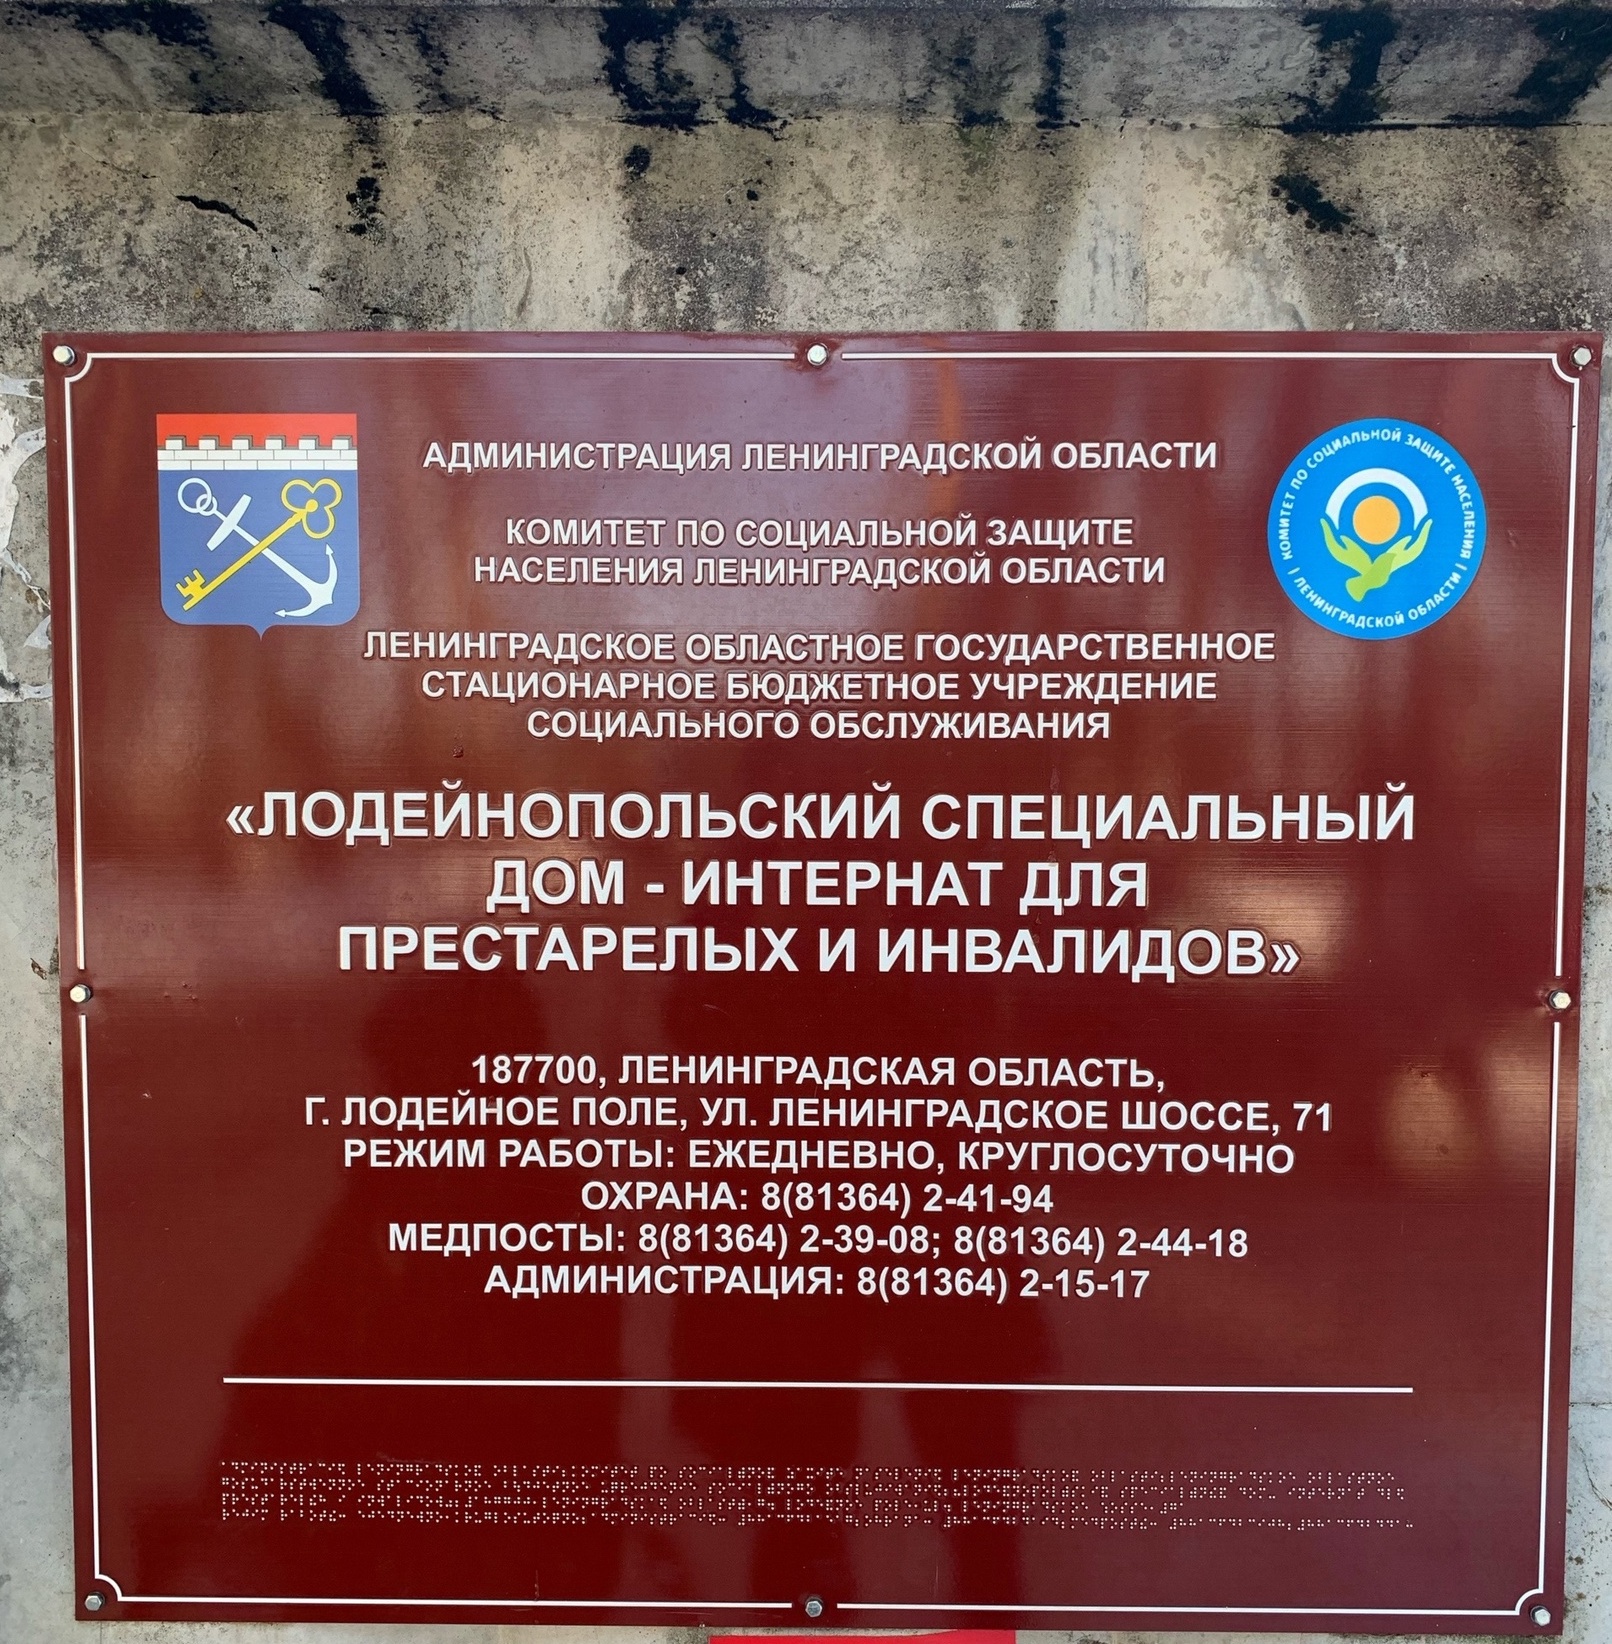 АДМИНИСТРАЦИЯ ЛЕНИНГРАДСКОЙ ОБЛАСТИ
КОМИТЕТ ПО СОЦИАЛЬНОЙ ЗАЩИТЕ
НАСЕЛЕНИЯ ЛЕНИНГРАДСКОЙ ОБЛАСТИ
КОМИТЕТ ПО СОЦИАЛЬНОЙ ЗАЩИТЕ НАСЕЛЕНИЯ
ЛЕНИНГРАДСКОЙ ОБЛАСТИ
ЛЕНИНГРАДСКОЕ ОБЛАСТНОЕ ГОСУДАРСТВЕННОЕ
СТАЦИОНАРНОЕ БЮДЖЕТНОЕ УЧРЕЖДЕНИЕ
СОЦИАЛЬНОГО ОБСЛУЖИВАНИЯ
«ЛОДЕЙНОПОЛЬСКИЙ СПЕЦИАЛЬНЫЙ
ДОМ - ИНТЕРНАТ ДЛЯ
ПРЕСТАРЕЛЫХ И ИНВАЛИДОВ»
187700, ЛЕНИНГРАДСКАЯ ОБЛАСТЬ,
Г. ЛОДЕЙНОЕ ПОЛЕ, УЛ. ЛЕНИНГРАДСКОЕ ШОССЕ, 71
РЕЖИМ РАБОТЫ: ЕЖЕДНЕВНО, КРУГЛОСУТОЧНО
ОХРАНА: 8(81364) 2-41-94
МЕДПОСТЫ: 8(81364) 2-39-08; 8(81364) 2-44-18
АДМИНИСТРАЦИЯ: 8(81364) 2-15-17